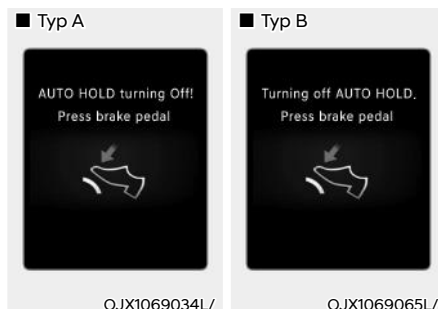 ■ Typ A
AUTO HOLD turning Off!
Press brake pedal
OJX1069034L/
■ Typ B
Turning off AUTO HOLD.
Press brake pedal
OJX1069065L/